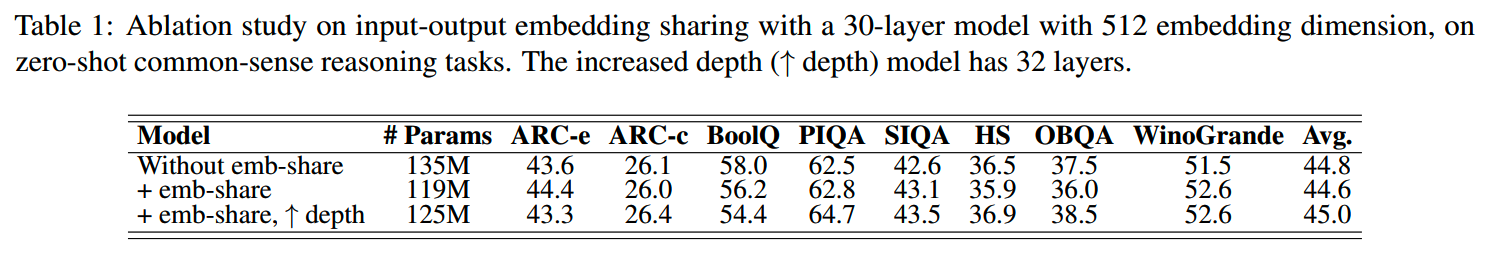 Table 1: Ablation study on input-output embedding sharing with a 30-layer model with 512 embedding dimension, on
zero-shot common-sense reasoning tasks. The increased depth (↑ depth) model has 32 layers.
Model # Params ARC-e ARC-c BoolQ PIQA SIQA HS OBQA WinoGrande Avg.
Without emb-share 135M 43.6 26.1 58.0 62.5 42.6 36.5 37.5 51.5 44.8
+ emb-share 119M 44.4 26.0 56.2 62.8 43.1 35.9 36.0 52.6 44.6
+ emb-share, ↑ depth 125M 43.3 26.4 54.4 64.7 43.5 36.9 38.5 52.6 45.0